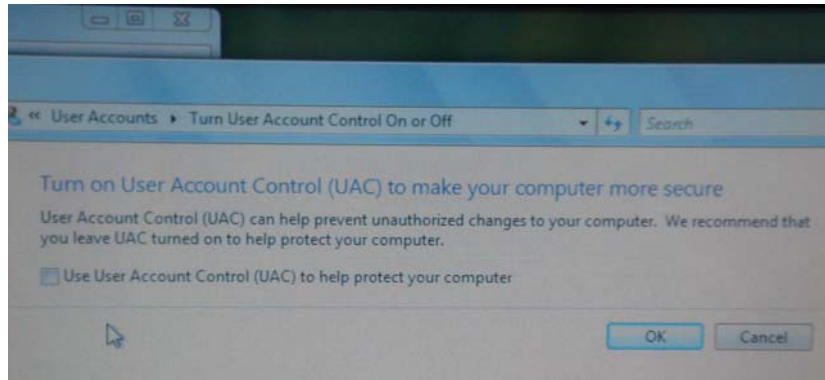 « User Accounts ▸ Turn User Account Control On or Off
Search
Turn on User Account Control (UAC) to make your computer more secure
User Account Control (UAC) can help prevent unauthorized changes to your computer. We recommend that
you leave UAC turned on to help protect your computer.
Use User Account Control (UAC) to help protect your computer
OK
Cancel